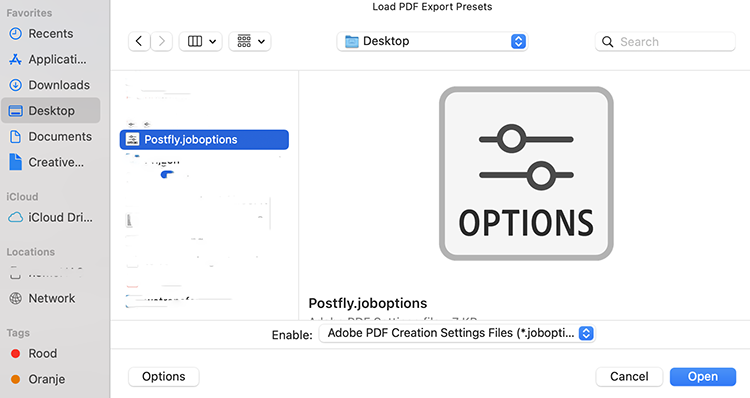 Load PDF Export Presets
Favorites
Recents
Applicati...
Downloads
Desktop
Documents
Creative...
iCloud
iCloud Dri...
Locations
Network
Tags
Rood
Oranje
Desktop
Search
Postfly.joboptions
OPTIONS
Postfly.joboptions
Enable:
Adobe PDF Creation Settings Files (*.jobopti...
Options
Cancel
Open